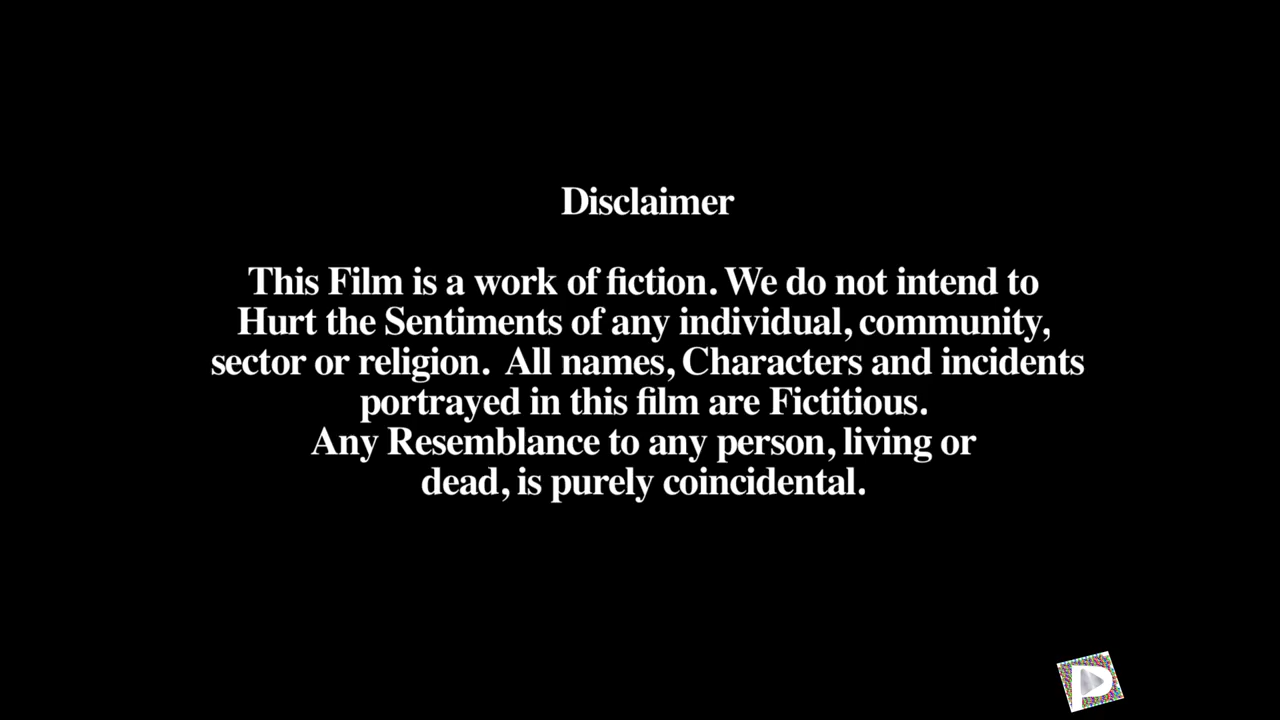 Disclaimer
This Film is a work of fiction. We do not intend to
Hurt the Sentiments of any individual, community,
sector or religion.  All names, Characters and incidents
portrayed in this film are Fictitious.
Any Resemblance to any person, living or
dead, is purely coincidental.
P